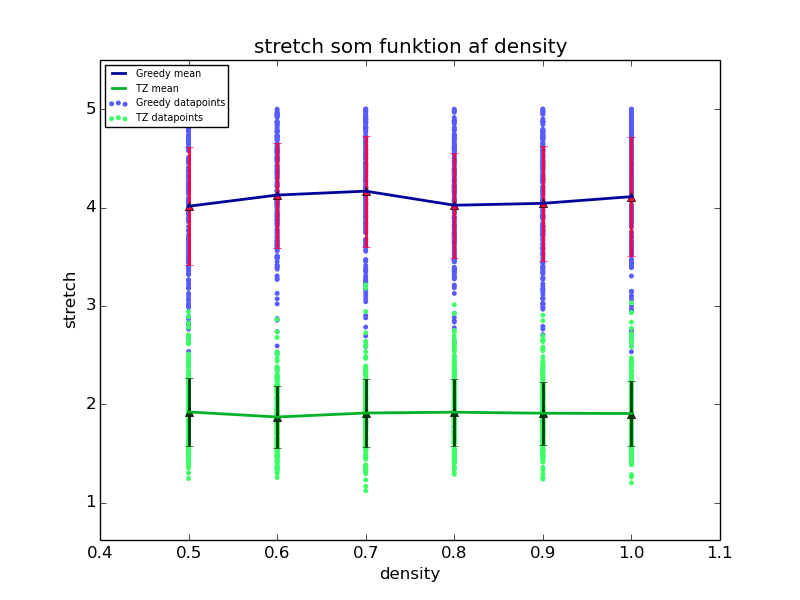 stretch som funktion af density
Greedy mean
TZ mean
Greedy datapoints
TZ datapoints
5
4
3
2
1
stretch
0.4 0.5 0.6 0.7 0.8 0.9 1.0 1.1
density